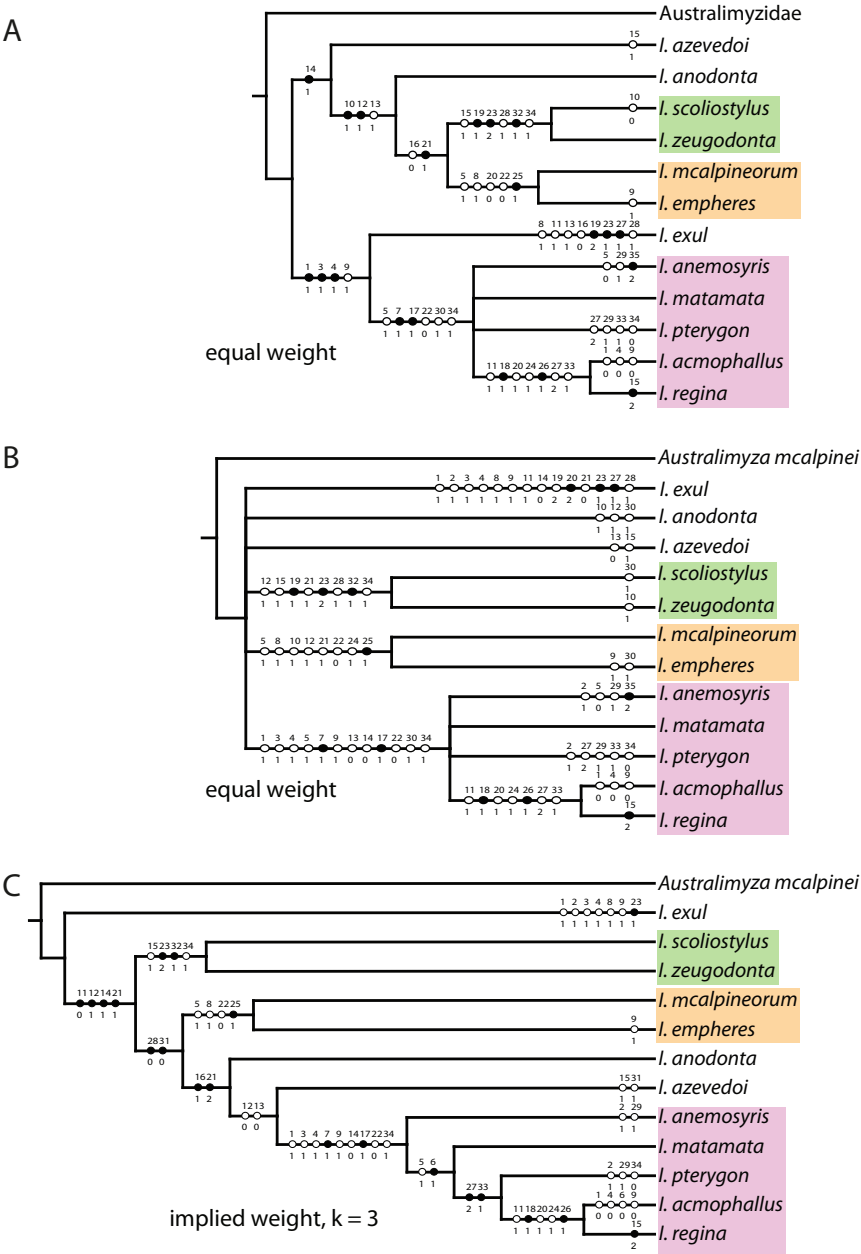 A
Australimyzidae
15
I. azevedoi
1
14
1
I. anodonta
10 12 13
1 1 1
10
I. scoliostylus
0
15 19 23 28 32 34
1 1 2 1 1 1
I. zeugodonta
16 21
0 1
I. mcalpineorum
5 8 20 22 25
1 1 0 0 1
9
I. empheres
1
8 11 13 16 19 23 27 28
I. exul
1 1 1 0 2 1 1 1
1 3 4 9
1 1 1 1
5 29 35
I. anemosyris
0 1 2
I. matamata
5 7 17 22 30 34
1 1 1 0 1 1
27 29 33 34
I. pterygon
2 1 1 0
equal weight
1 4 9
I. acmophallus
0 0 0
11 18 20 24 26 27 33
1 1 1 1 1 2 1
15
I. regina
2
B
Australimyza mcalpinei
1 2 3 4 8 9 11 14 19 20 21 23 27 28
I. exul
1 1 1 1 1 1 1 0 2 2 0 1 1 1
10 12 30
I. anodonta
1 1 1
13 15
I. azevedoi
0 1
30
I. scoliostylus
1
12 15 19 21 23 28 32 34
1 1 1 1 2 1 1 1
10
I. zeugodonta
1
I. mcalpineorum
5 8 10 12 21 22 24 25
1 1 1 1 1 0 1 1
9 30
I. empheres
1 1
2 5 29 35
I. anemosyris
1 0 1 2
I. matamata
1 3 4 5 7 9 13 14 17 22 30 34
1 1 1 1 1 1 0 0 1 0 1 1
2 27 29 33 34
I. pterygon
1 2 1 1 0
equal weight
1 4 9
I. acmophallus
0 0 0
11 18 20 24 26 27 33
1 1 1 1 1 2 1
15
I. regina
2
C
Australimyza mcalpinei
1 2 3 4 8 9 23
I. exul
1 1 1 1 1 1 1
I. scoliostylus
15 23 32 34
1 2 1 1
I. zeugodonta
11 12 14 21
0 1 1 1
I. mcalpineorum
5 8 22 25
1 1 0 1
9
I. empheres
1
28 31
0 0
I. anodonta
16 21
1 2
15 31
I. azevedoi
1 1
12 13
0 0
2 29
I. anemosyris
1 1
1 3 4 7 9 14 17 22 34
1 1 1 1 1 0 1 0 1
I. matamata
5 6
1 1
2 29 34
I. pterygon
1 1 0
27 33
2 1
1 4 6 9
I. acmophallus
0 0 0 0
11 18 20 24 26
1 1 1 1 1
implied weight, k = 3
15
I. regina
2